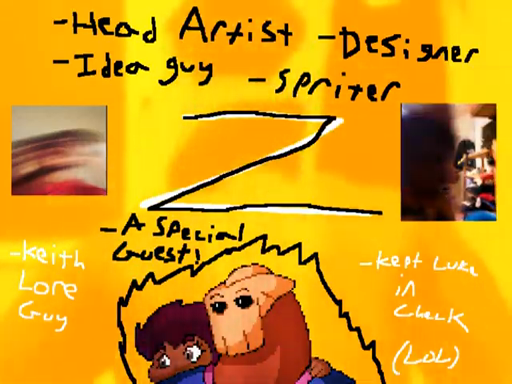 -Head Artist -Designer
-Idea guy -Spriter
Z
-A Special
Guest!
-Keith
Lore
Guy
-Kept Luke
in
Check
(LOL)